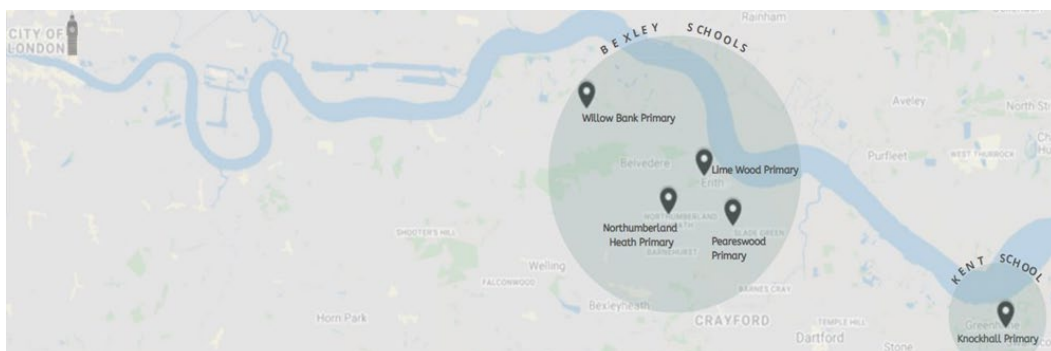 CITY OF
LONDON
Rainham
BEXLEY SCHOOLS
Aveley
Willow Bank Primary
Purfleet
WEST THURROCK
Belvedere
Lime Wood Primary
Erith
NORTHUMBERLAND
HEATH
Northumberland
Heath Primary
SLADE GREEN
Peareswood
Primary
SHOOTER'S HILL
BARNEHURST
Welling
FALCONWOOD
BARNES CRAY
KENT SCHOOL
Bexleyheath
Horn Park
CRAYFORD
TEMPLE HILL
Dartford
Stone
Knockhall Primary